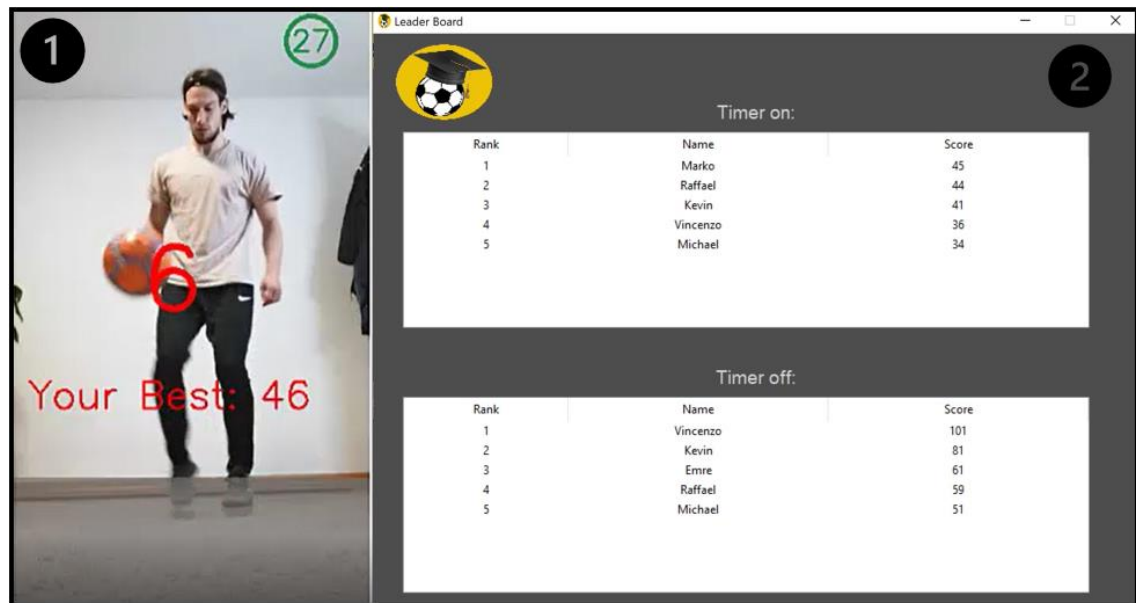 1
27
6
Your Best: 46
Leader Board
2
Timer on:
Rank Name Score
1 Marko 45
2 Raffael 44
3 Kevin 41
4 Vincenzo 36
5 Michael 34
Timer off:
Rank Name Score
1 Vincenzo 101
2 Kevin 81
3 Emre 61
4 Raffael 59
5 Michael 51